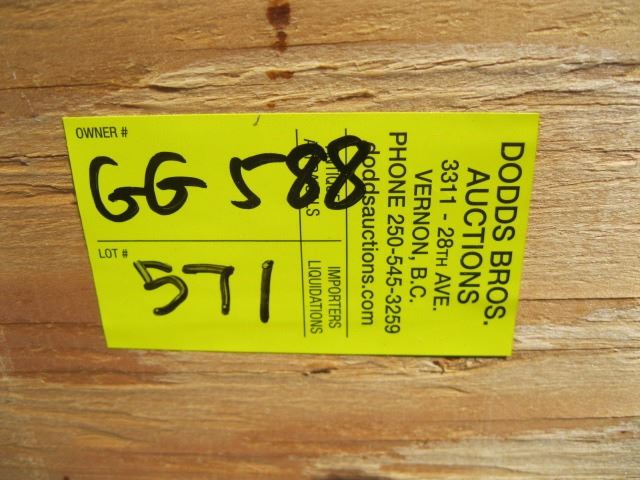 OWNER #
GG 588
LOT #
571
DODDS BROS.
AUCTIONS
3311 - 28TH AVE.
VERNON, B.C.
PHONE 250-545-3259
doddsauctions.com
IMPORTERS
LIQUIDATIONS